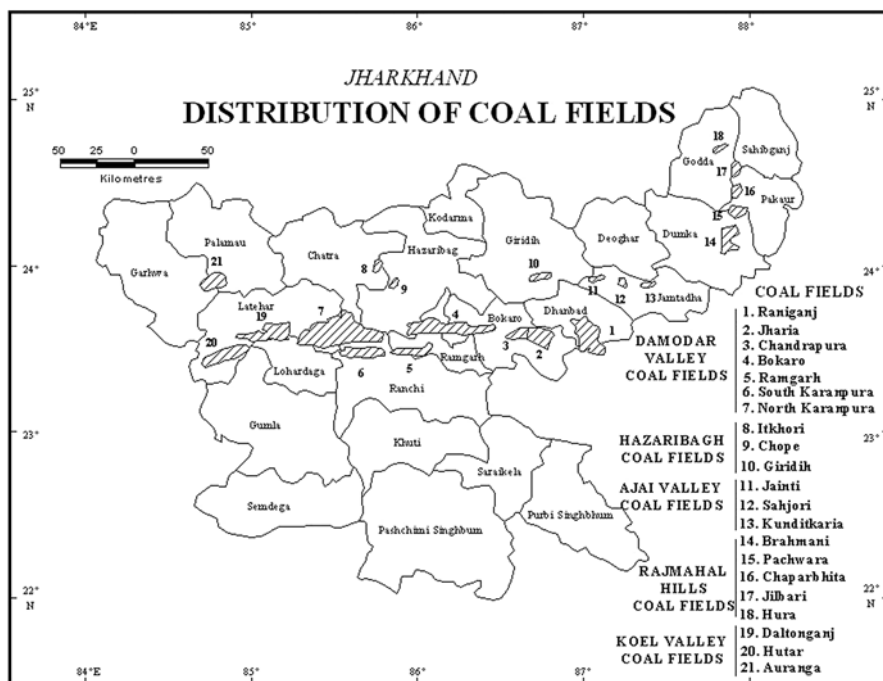 84°E 85° 86° 87° 88°
JHARKHAND
DISTRIBUTION OF COAL FIELDS
25°
N
25°
N
50 25 0 50
Kilometres
18
Godda
Sahibganj
17
16
Pakaur
15
Dumka
14
Kodarma
Giridih
Deoghar
Palamau
21
Chatra
Hazaribag
8
9
10
11
12
13
Jamtadha
Garhwa
24°
24°
Latehar
19
7
4
Bokaro
Dhanbad
1
20
3
2
Lohardaga
6
5
Ramgarh
Ranchi
Gumla
Khuti
23°
23°
Saraikela
Semdega
Pashchimi Singhbum
Purbi Singhbhum
22°
N
22°
N
COAL FIELDS
DAMODAR
VALLEY
COAL FIELDS
1. Raniganj
2. Jharia
3. Chandrapura
4. Bokaro
5. Ramgarh
6. South Karanpura
7. North Karanpura
HAZARIBAGH
COAL FIELDS
8. Itkhori
9. Chope
10. Giridih
AJAI VALLEY
COAL FIELDS
11. Jainti
12. Sahjori
13. Kunditkaria
RAJMAHAL
HILLS
COAL FIELDS
14. Brahmani
15. Pachwara
16. Chaparbhita
17. Jilbari
18. Hura
KOEL VALLEY
COAL FIELDS
19. Daltonganj
20. Hutar
21. Auranga
84°E 85° 86° 87° 88°